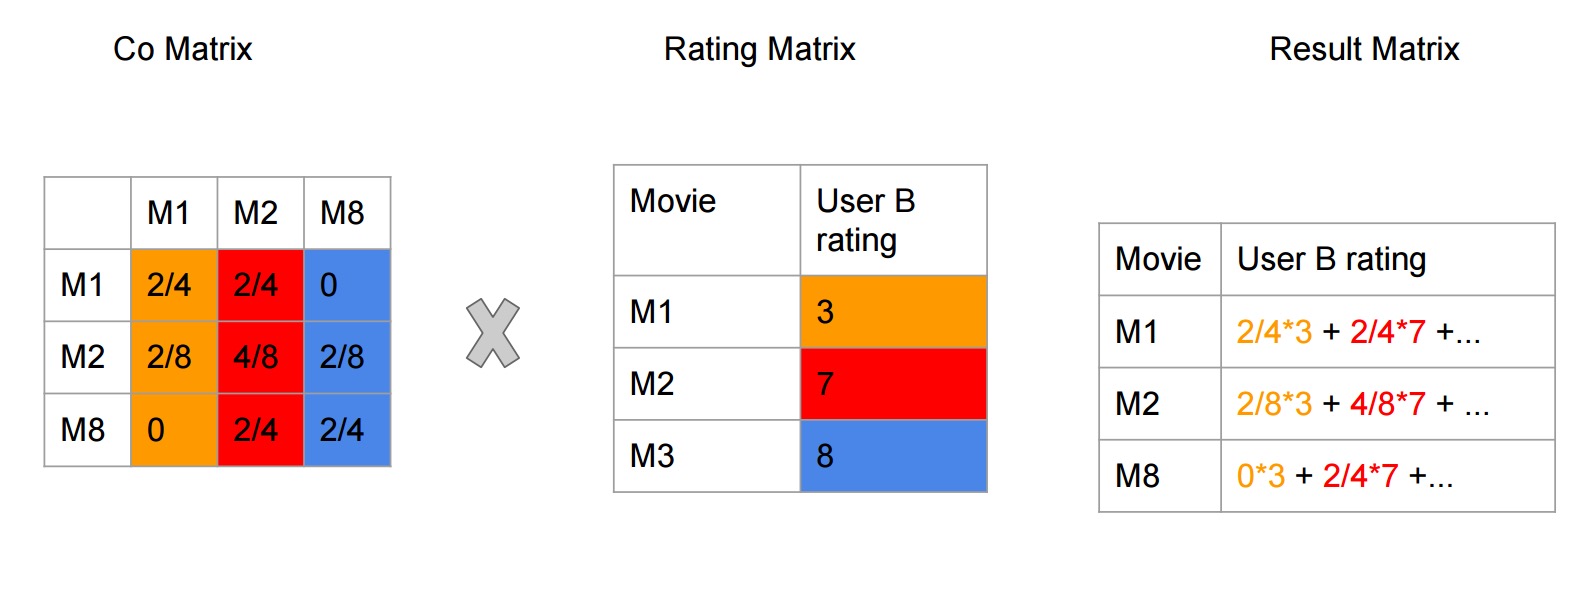 Co Matrix
Rating Matrix
Result Matrix
M1 M2 M8
M1 2/4 2/4 0
M2 2/8 4/8 2/8
M8 0 2/4 2/4
Movie User B
rating
M1 3
M2 7
M3 8
Movie User B rating
M1 2/4*3 + 2/4*7 +...
M2 2/8*3 + 4/8*7 + ...
M8 0*3 + 2/4*7 +...